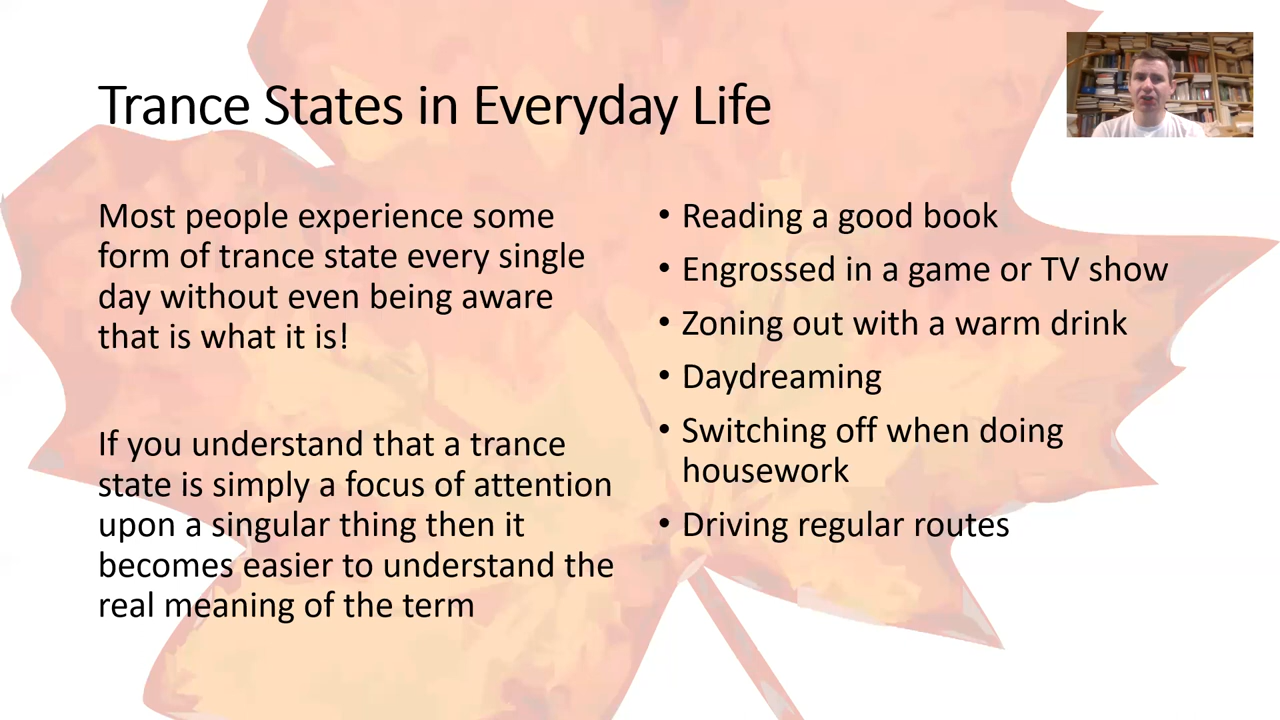 Trance States in Everyday Life
Most people experience some
form of trance state every single
day without even being aware
that is what it is!
If you understand that a trance
state is simply a focus of attention
upon a singular thing then it
becomes easier to understand the
real meaning of the term
• Reading a good book
• Engrossed in a game or TV show
• Zoning out with a warm drink
• Daydreaming
• Switching off when doing
housework
• Driving regular routes